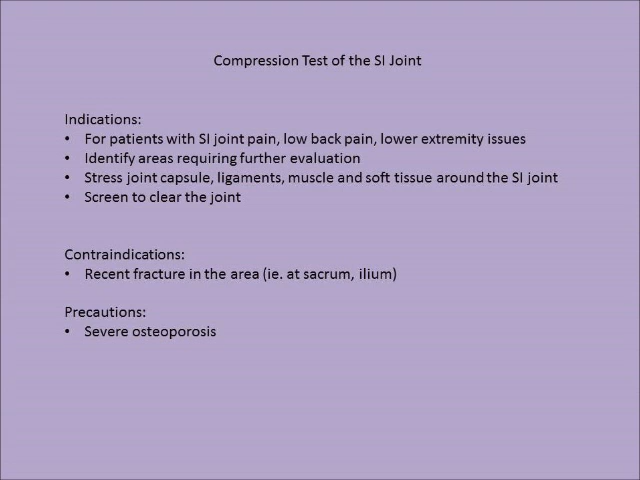 Compression Test of the SI Joint
Indications:
• For patients with SI joint pain, low back pain, lower extremity issues
• Identify areas requiring further evaluation
• Stress joint capsule, ligaments, muscle and soft tissue around the SI joint
• Screen to clear the joint
Contraindications:
• Recent fracture in the area (ie. at sacrum, ilium)
Precautions:
• Severe osteoporosis